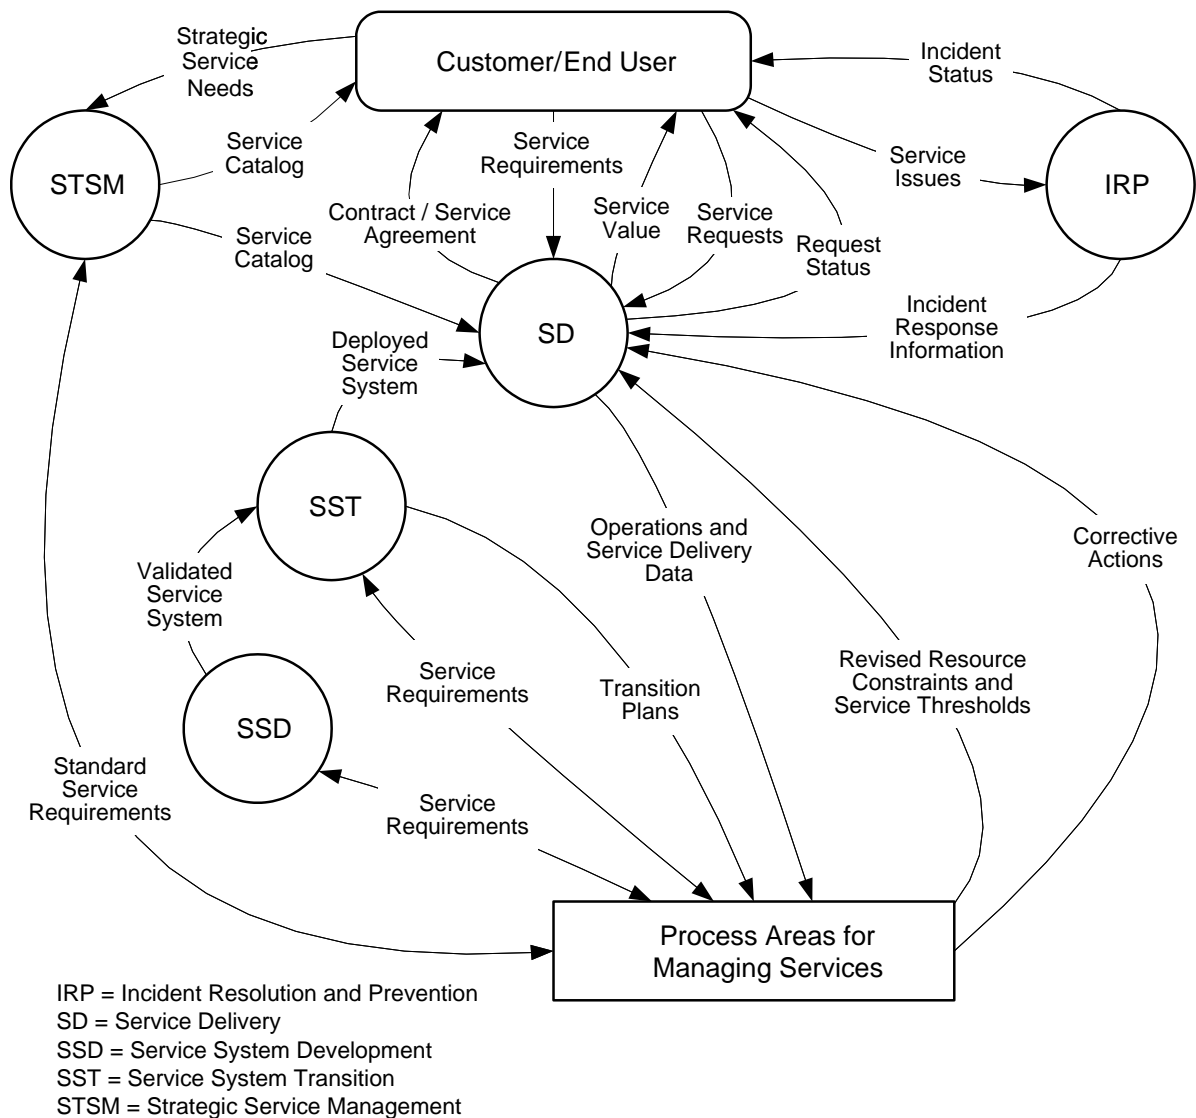 Strategic
Service
Needs
Customer/End User
Incident
Status
STSM
Service
Catalog
Service
Requirements
Service
Issues
IRP
Contract / Service
Agreement
Service
Value
Service
Requests
Request
Status
Service
Catalog
SD
Incident
Response
Information
Deployed
Service
System
SST
Operations and
Service Delivery
Data
Corrective
Actions
Validated
Service
System
Service
Requirements
Transition
Plans
Revised Resource
Constraints and
Service Thresholds
SSD
Standard
Service
Requirements
Service
Requirements
Process Areas for
Managing Services
IRP = Incident Resolution and Prevention
SD = Service Delivery
SSD = Service System Development
SST = Service System Transition
STSM = Strategic Service Management